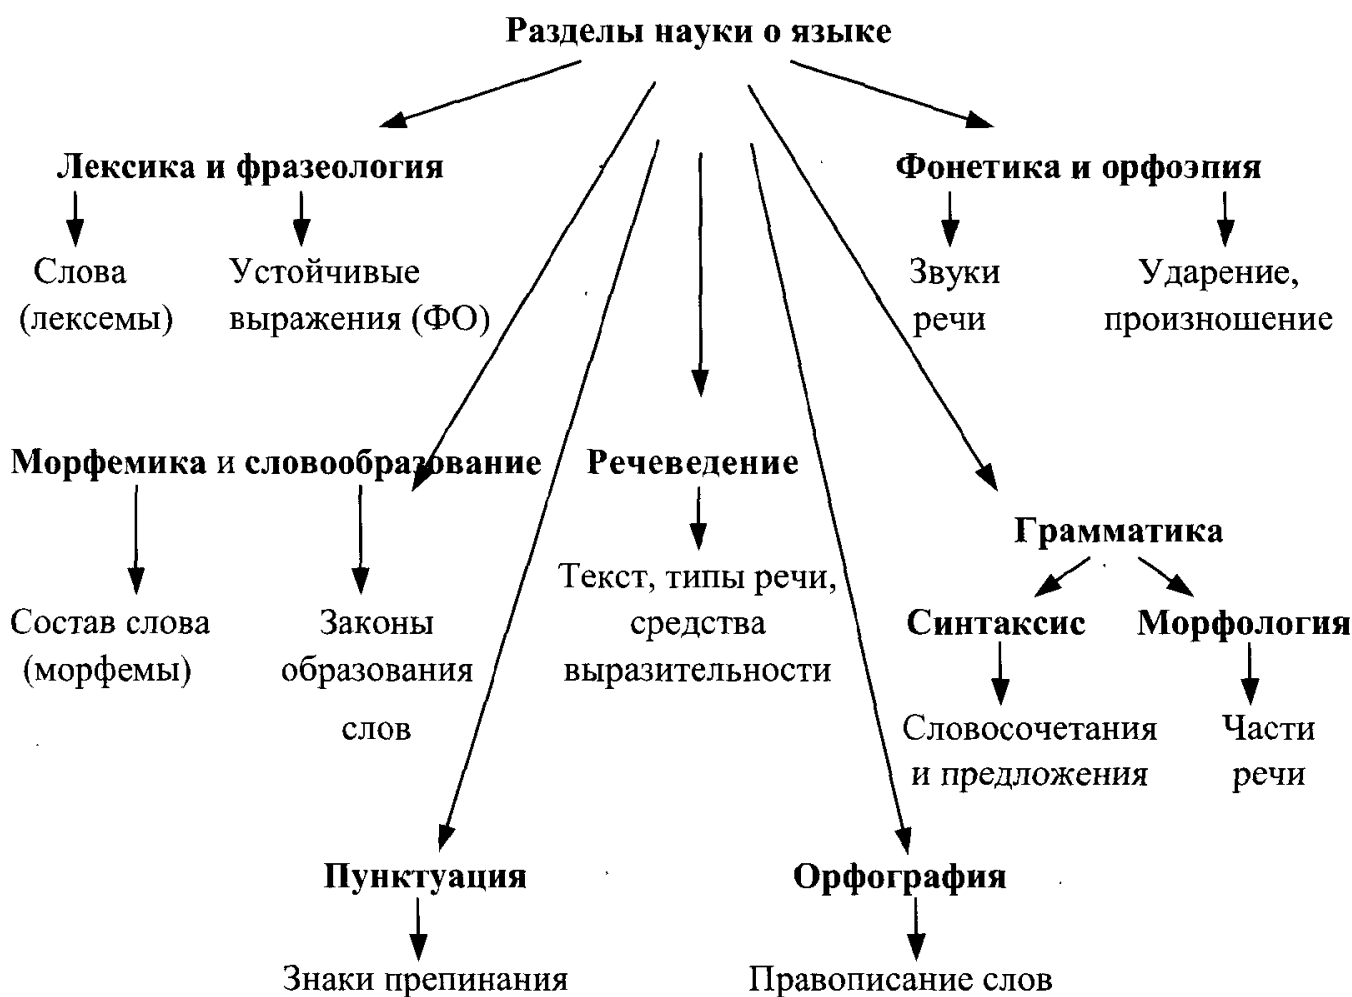 Разделы науки о языке
Лексика и фразеология
Фонетика и орфоэпия
Слова
(лексемы)
Устойчивые
выражения (ФО)
Звуки
речи
Ударение,
произношение
Морфемика и словообразование
Речеведение
Грамматика
Состав слова
(морфемы)
Законы
образования
слов
Текст, типы речи,
средства
выразительности
Синтаксис
Морфология
Словосочетания
и предложения
Части
речи
Пунктуация
Орфография
Знаки препинания
Правописание слов